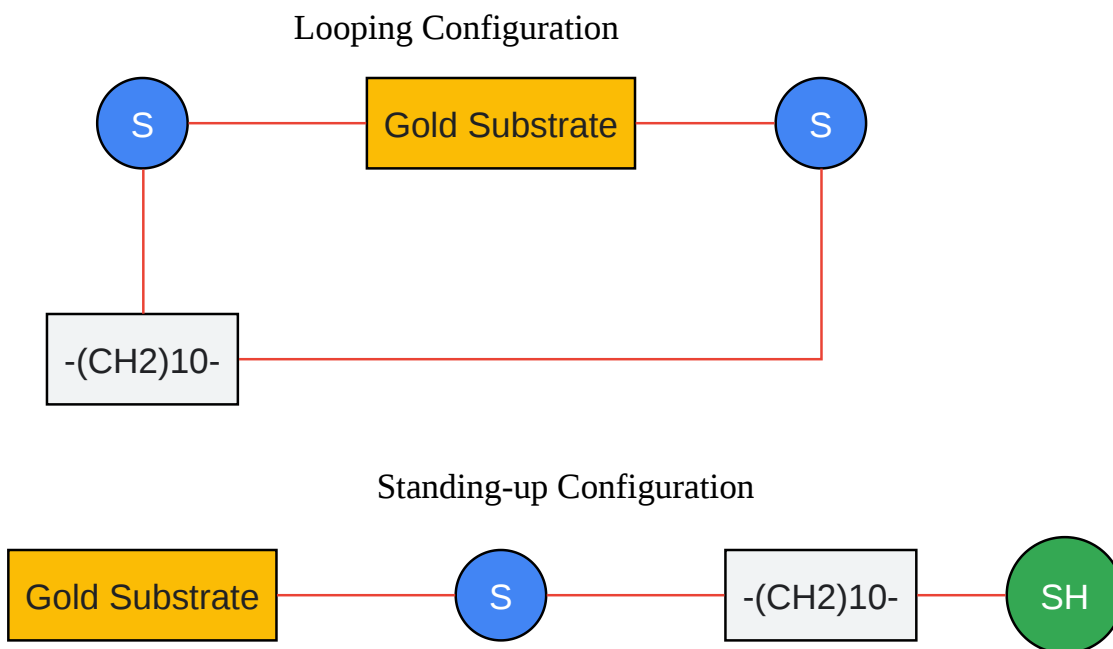 Looping Configuration
S
Gold Substrate
S
-(CH2)10-
Standing-up Configuration
Gold Substrate
S
-(CH2)10-
SH